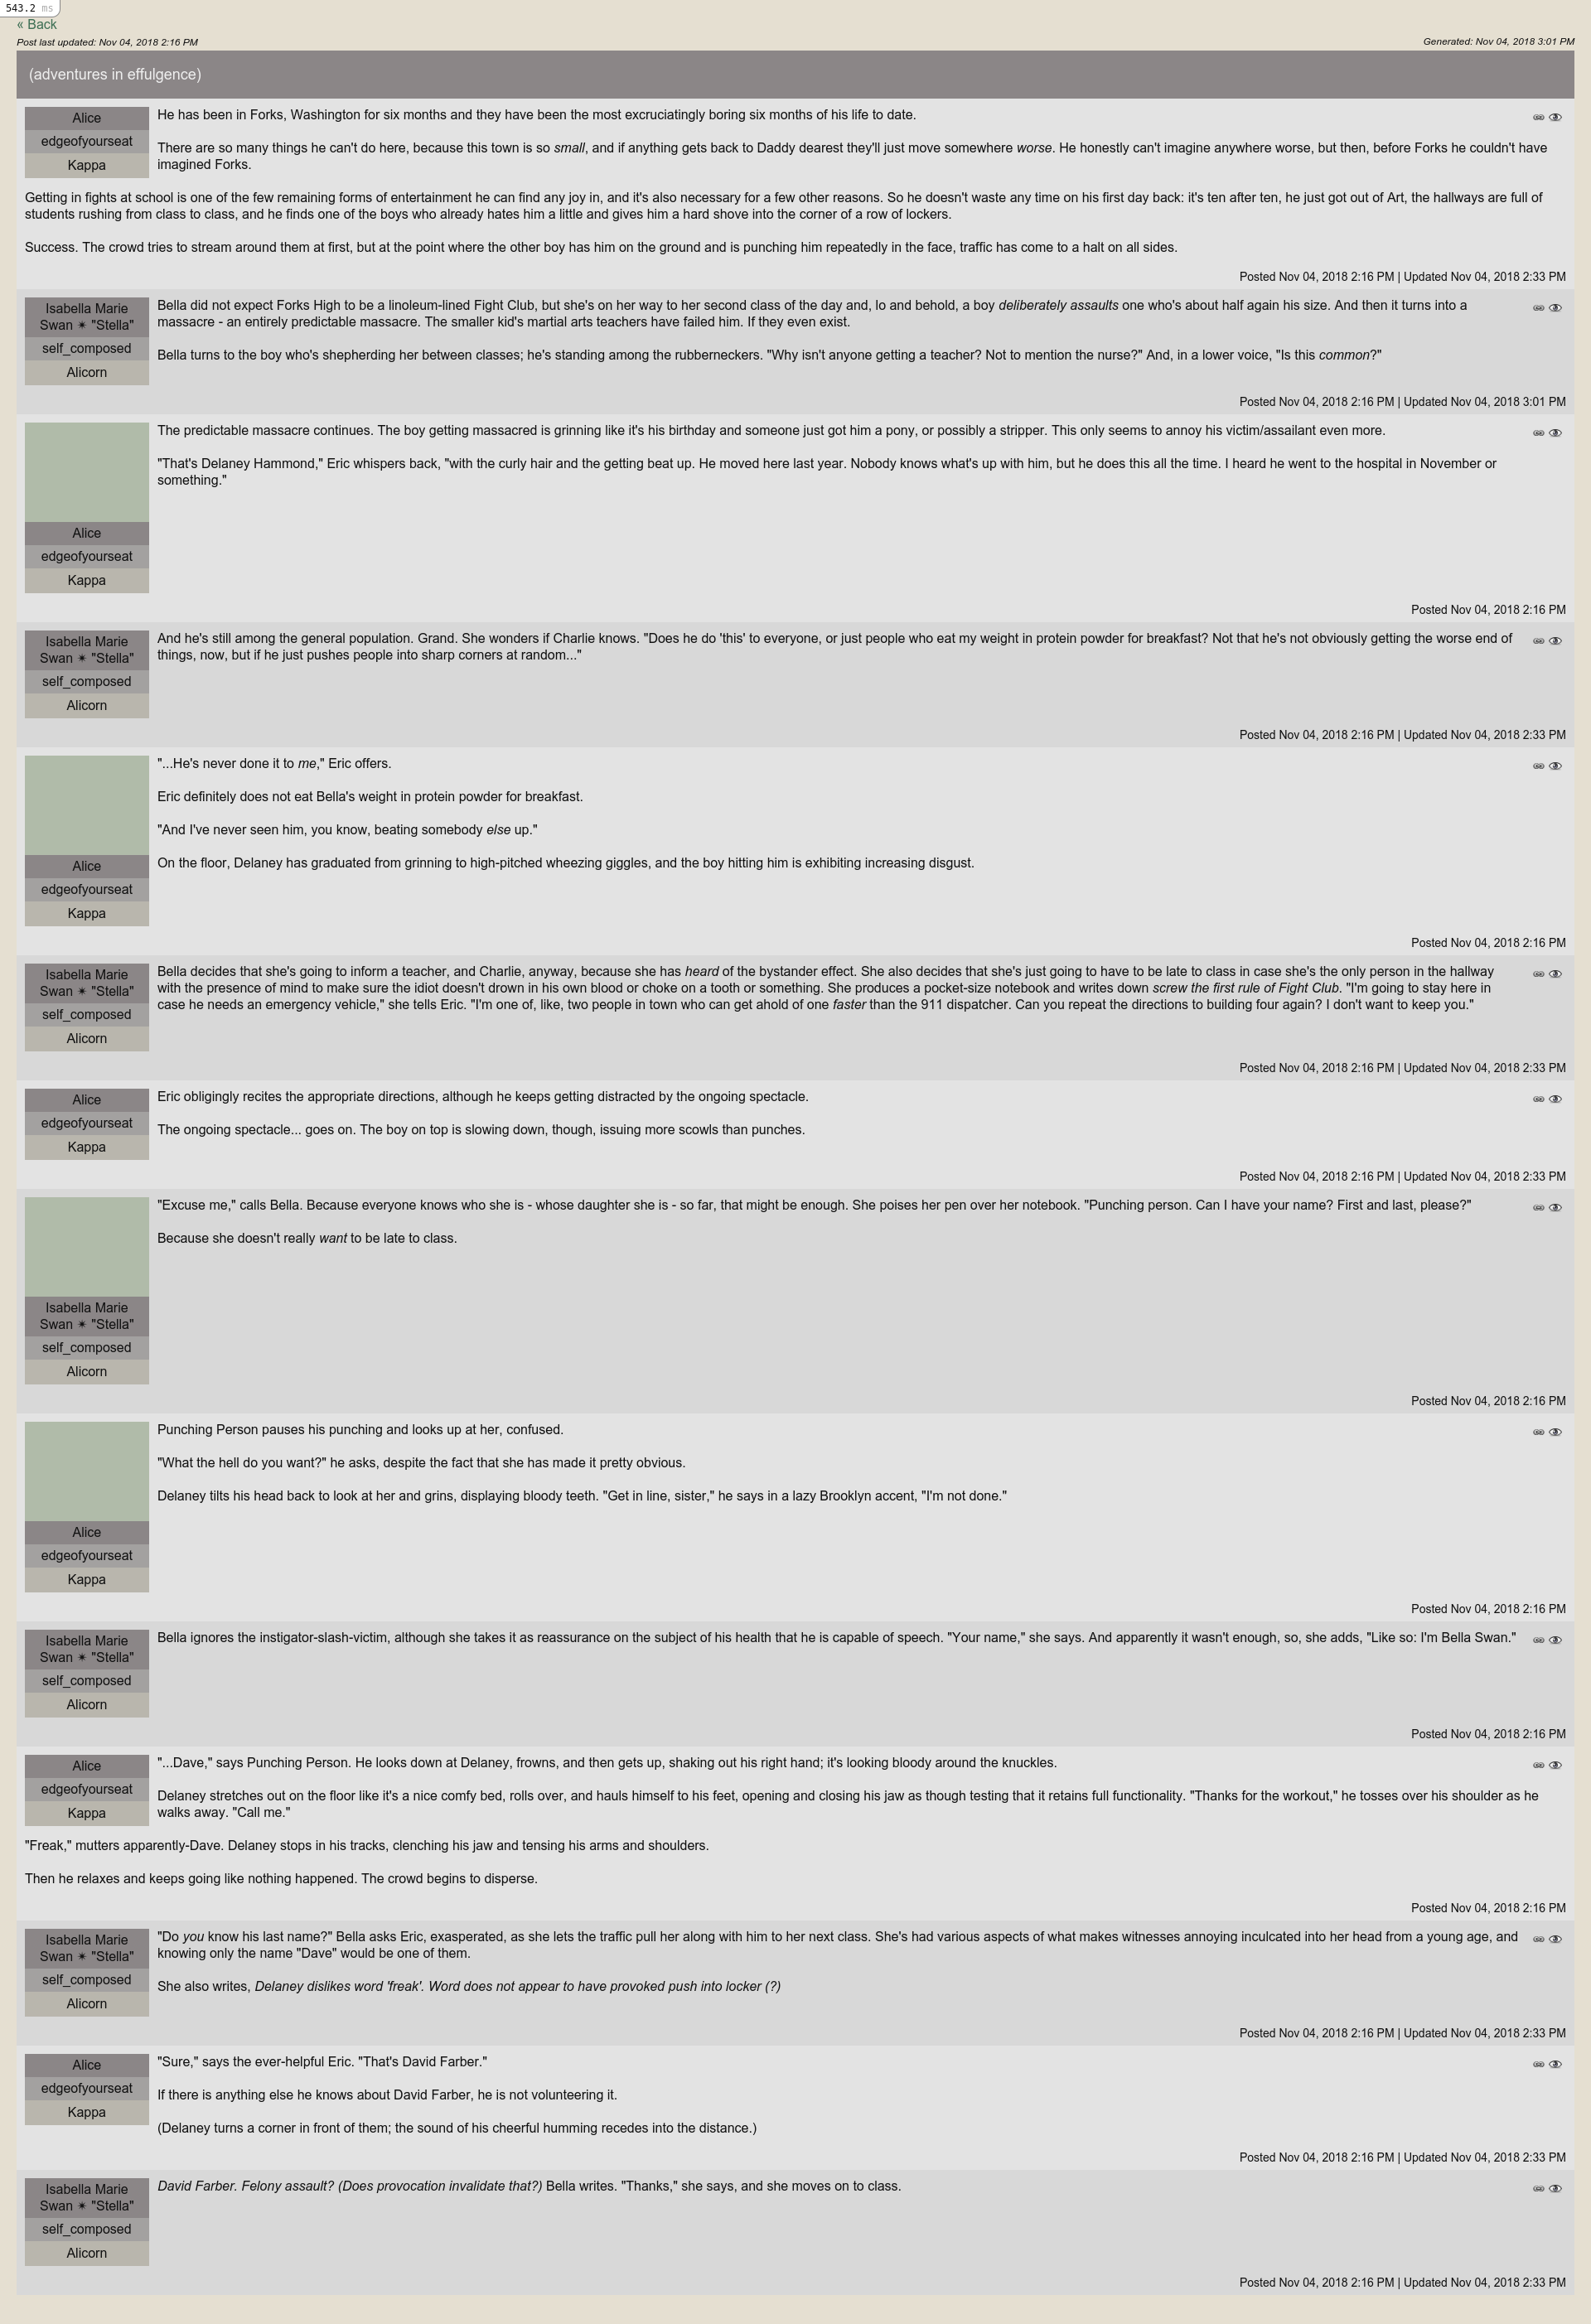 543.2 ms
« Back
Post last updated: Nov 04, 2018 2:16 PM
Generated: Nov 04, 2018 3:01 PM
(adventures in effulgence)
Alice
edgeofyourseat
Kappa
He has been in Forks, Washington for six months and they have been the most excruciatingly boring six months of his life to date.
There are so many things he can't do here, because this town is so small, and if anything gets back to Daddy dearest they'll just move somewhere worse. He honestly can't imagine anywhere worse, but then, before Forks he couldn't have
imagined Forks.
Getting in fights at school is one of the few remaining forms of entertainment he can find any joy in, and it's also necessary for a few other reasons. So he doesn't waste any time on his first day back: it's ten after ten, he just got out of Art, the hallways are full of
students rushing from class to class, and he finds one of the boys who already hates him a little and gives him a hard shove into the corner of a row of lockers.
Success. The crowd tries to stream around them at first, but at the point where the other boy has him on the ground and is punching him repeatedly in the face, traffic has come to a halt on all sides.
Posted Nov 04, 2018 2:16 PM | Updated Nov 04, 2018 2:33 PM
Isabella Marie
Swan ✴ "Stella"
self_composed
Alicorn
Bella did not expect Forks High to be a linoleum-lined Fight Club, but she's on her way to her second class of the day and, lo and behold, a boy deliberately assaults one who's about half again his size. And then it turns into a
massacre - an entirely predictable massacre. The smaller kid's martial arts teachers have failed him. If they even exist.
Bella turns to the boy who's shepherding her between classes; he's standing among the rubberneckers. "Why isn't anyone getting a teacher? Not to mention the nurse?" And, in a lower voice, "Is this common?"
Posted Nov 04, 2018 2:16 PM | Updated Nov 04, 2018 3:01 PM
Alice
edgeofyourseat
Kappa
The predictable massacre continues. The boy getting massacred is grinning like it's his birthday and someone just got him a pony, or possibly a stripper. This only seems to annoy his victim/assailant even more.
"That's Delaney Hammond," Eric whispers back, "with the curly hair and the getting beat up. He moved here last year. Nobody knows what's up with him, but he does this all the time. I heard he went to the hospital in November or
something."
Posted Nov 04, 2018 2:16 PM
Isabella Marie
Swan ✴ "Stella"
self_composed
Alicorn
And he's still among the general population. Grand. She wonders if Charlie knows. "Does he do 'this' to everyone, or just people who eat my weight in protein powder for breakfast? Not that he's not obviously getting the worse end of
things, now, but if he just pushes people into sharp corners at random..."
Posted Nov 04, 2018 2:16 PM | Updated Nov 04, 2018 2:33 PM
Alice
edgeofyourseat
Kappa
"...He's never done it to me," Eric offers.
Eric definitely does not eat Bella's weight in protein powder for breakfast.
"And I've never seen him, you know, beating somebody else up."
On the floor, Delaney has graduated from grinning to high-pitched wheezing giggles, and the boy hitting him is exhibiting increasing disgust.
Posted Nov 04, 2018 2:16 PM
Isabella Marie
Swan ✴ "Stella"
self_composed
Alicorn
Bella decides that she's going to inform a teacher, and Charlie, anyway, because she has heard of the bystander effect. She also decides that she's just going to have to be late to class in case she's the only person in the hallway
with the presence of mind to make sure the idiot doesn't drown in his own blood or choke on a tooth or something. She produces a pocket-size notebook and writes down screw the first rule of Fight Club. "I'm going to stay here in
case he needs an emergency vehicle," she tells Eric. "I'm one of, like, two people in town who can get ahold of one faster than the 911 dispatcher. Can you repeat the directions to building four again? I don't want to keep you."
Posted Nov 04, 2018 2:16 PM | Updated Nov 04, 2018 2:33 PM
Alice
edgeofyourseat
Kappa
Eric obligingly recites the appropriate directions, although he keeps getting distracted by the ongoing spectacle.
The ongoing spectacle... goes on. The boy on top is slowing down, though, issuing more scowls than punches.
Posted Nov 04, 2018 2:16 PM | Updated Nov 04, 2018 2:33 PM
Isabella Marie
Swan ✴ "Stella"
self_composed
Alicorn
"Excuse me," calls Bella. Because everyone knows who she is - whose daughter she is - so far, that might be enough. She poises her pen over her notebook. "Punching person. Can I have your name? First and last, please?"
Because she doesn't really want to be late to class.
Posted Nov 04, 2018 2:16 PM
Alice
edgeofyourseat
Kappa
Punching Person pauses his punching and looks up at her, confused.
"What the hell do you want?" he asks, despite the fact that she has made it pretty obvious.
Delaney tilts his head back to look at her and grins, displaying bloody teeth. "Get in line, sister," he says in a lazy Brooklyn accent, "I'm not done."
Posted Nov 04, 2018 2:16 PM
Isabella Marie
Swan ✴ "Stella"
self_composed
Alicorn
Bella ignores the instigator-slash-victim, although she takes it as reassurance on the subject of his health that he is capable of speech. "Your name," she says. And apparently it wasn't enough, so, she adds, "Like so: I'm Bella Swan."
Posted Nov 04, 2018 2:16 PM
Alice
edgeofyourseat
Kappa
"...Dave," says Punching Person. He looks down at Delaney, frowns, and then gets up, shaking out his right hand; it's looking bloody around the knuckles.
Delaney stretches out on the floor like it's a nice comfy bed, rolls over, and hauls himself to his feet, opening and closing his jaw as though testing that it retains full functionality. "Thanks for the workout," he tosses over his shoulder as he
walks away. "Call me."
"Freak," mutters apparently-Dave. Delaney stops in his tracks, clenching his jaw and tensing his arms and shoulders.
Then he relaxes and keeps going like nothing happened. The crowd begins to disperse.
Posted Nov 04, 2018 2:16 PM
Isabella Marie
Swan ✴ "Stella"
self_composed
Alicorn
"Do you know his last name?" Bella asks Eric, exasperated, as she lets the traffic pull her along with him to her next class. She's had various aspects of what makes witnesses annoying inculcated into her head from a young age, and
knowing only the name "Dave" would be one of them.
She also writes, Delaney dislikes word 'freak'. Word does not appear to have provoked push into locker (?)
Posted Nov 04, 2018 2:16 PM | Updated Nov 04, 2018 2:33 PM
Alice
edgeofyourseat
Kappa
"Sure," says the ever-helpful Eric. "That's David Farber."
If there is anything else he knows about David Farber, he is not volunteering it.
(Delaney turns a corner in front of them; the sound of his cheerful humming recedes into the distance.)
Posted Nov 04, 2018 2:16 PM | Updated Nov 04, 2018 2:33 PM
Isabella Marie
Swan ✴ "Stella"
self_composed
Alicorn
David Farber. Felony assault? (Does provocation invalidate that?) Bella writes. "Thanks," she says, and she moves on to class.
Posted Nov 04, 2018 2:16 PM | Updated Nov 04, 2018 2:33 PM